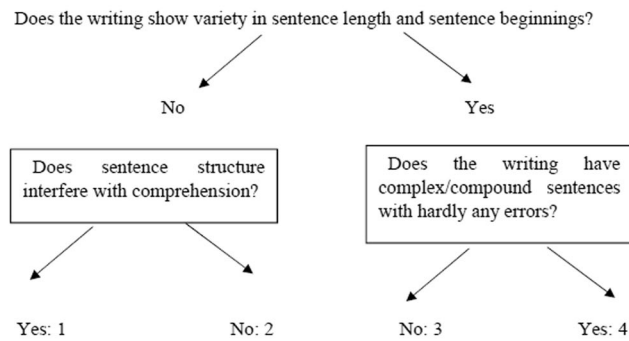 Does the writing show variety in sentence length and sentence beginnings?
No
Yes
Does sentence structure
interfere with comprehension?
Does the writing have
complex/compound sentences
with hardly any errors?
Yes: 1
No: 2
No: 3
Yes: 4